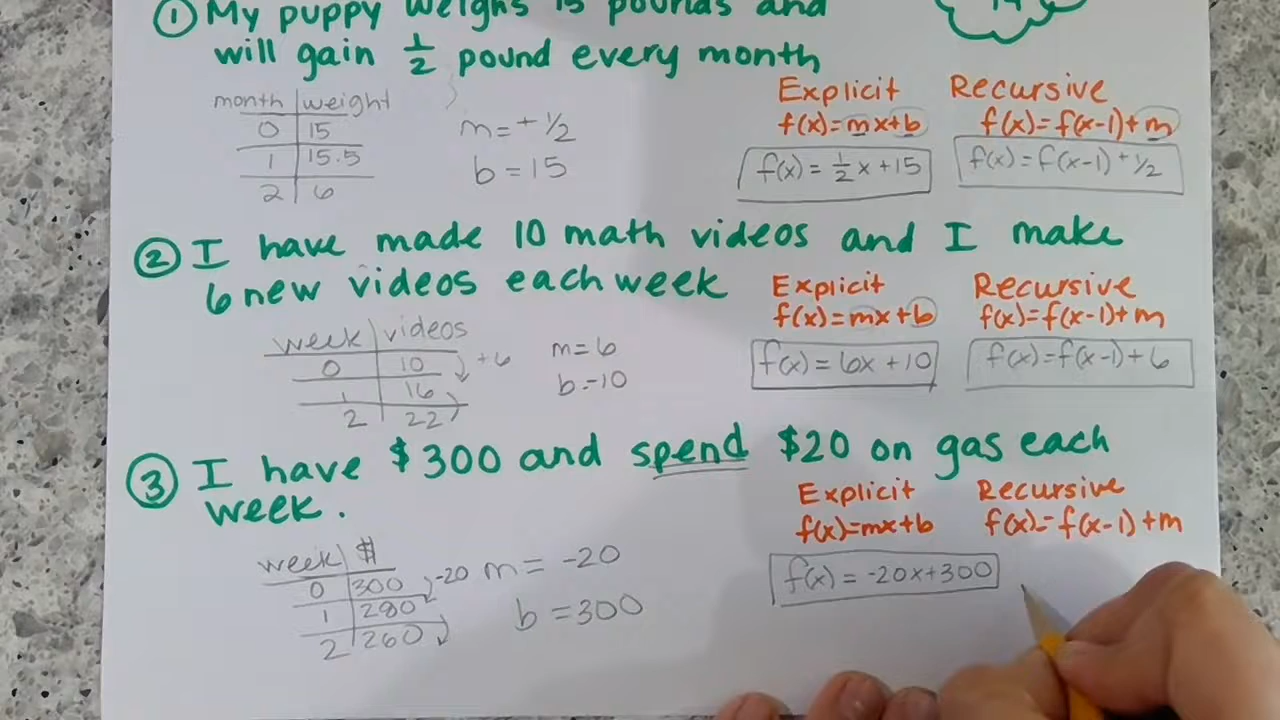 ① My puppy weighs 15 pounds and
will gain 1/2 pound every month
month | weight
0 | 15
1 | 15.5
2 | 6
m=+1/2
b=15
Explicit
f(x)=mx+b
f(x)=1/2x+15
Recursive
f(x)=f(x-1)+m
f(x)=f(x-1)+1/2
② I have made 10 math videos and I make
6 new videos each week
week | videos
0 | 10
1 | 16
2 | 22
+6
m=6
b=10
Explicit
f(x)=mx+b
f(x)=6x+10
Recursive
f(x)=f(x-1)+m
f(x)=f(x-1)+6
③ I have $300 and spend $20 on gas each
week.
week | $
0 | 300
1 | 280
2 | 260
-20
m=-20
b=300
Explicit
f(x)=mx+b
f(x)=-20x+300
Recursive
f(x)=f(x-1)+m